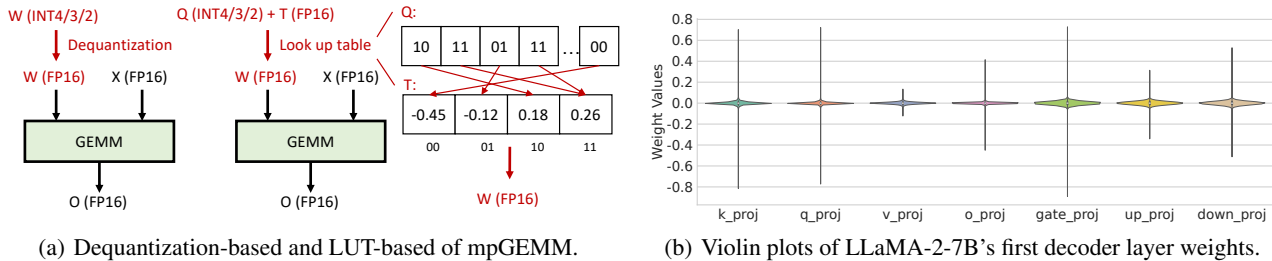 W (INT4/3/2)
Dequantization
W (FP16) X (FP16)
GEMM
O (FP16)
Q (INT4/3/2) + T (FP16)
Look up table
W (FP16) X (FP16)
GEMM
O (FP16)
Q:
10 11 01 11 ... 00
T:
-0.45 -0.12 0.18 0.26
00 01 10 11
W (FP16)
(a) Dequantization-based and LUT-based of mpGEMM.
Weight Values
0.8
0.6
0.4
0.2
0.0
-0.2
-0.4
-0.6
-0.8
k_proj q_proj v_proj o_proj gate_proj up_proj down_proj
(b) Violin plots of LLaMA-2-7B's first decoder layer weights.